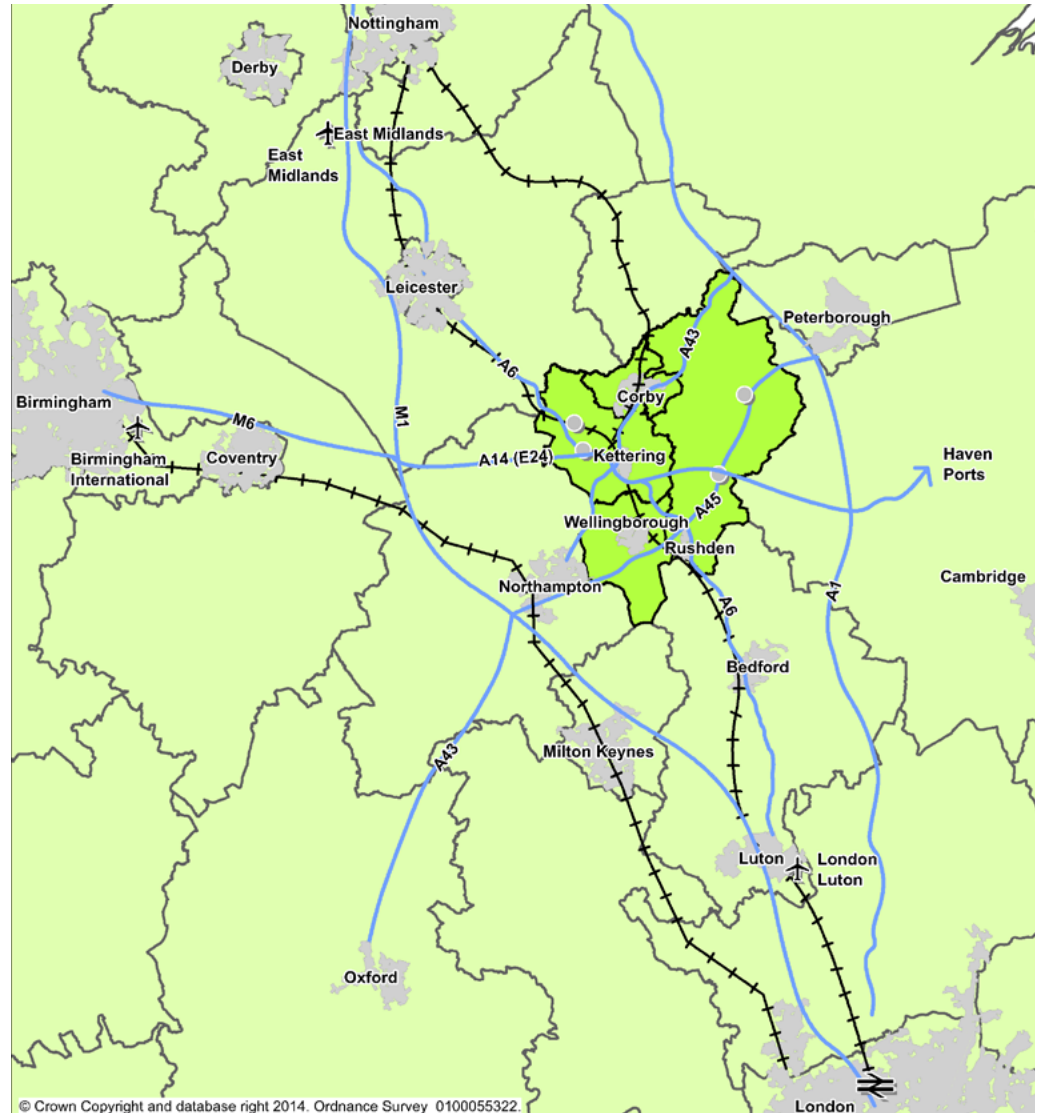 Nottingham
Derby
East Midlands
East
Midlands
Leicester
Peterborough
A43
A6
Corby
Birmingham
M6
M1
Birmingham
International
Coventry
A14 (E24)
Kettering
Haven
Ports
A45
Wellingborough
Rushden
Northampton
A6
A1
Cambridge
Bedford
Milton Keynes
A43
Luton
London
Luton
Oxford
London
© Crown Copyright and database right 2014. Ordnance Survey 0100055322.